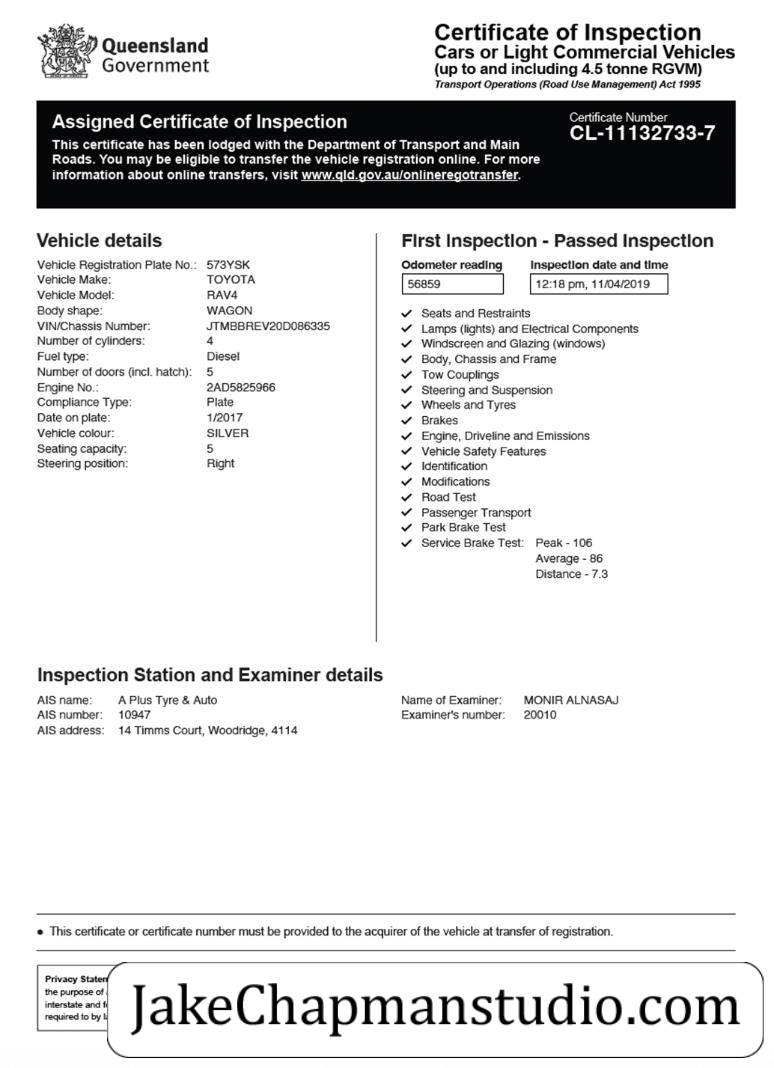 Queensland
Government
Certificate of Inspection
Cars or Light Commercial Vehicles
(up to and including 4.5 tonne RGVM)
Transport Operations (Road Use Management) Act 1995
Assigned Certificate of Inspection
This certificate has been lodged with the Department of Transport and Main
Roads. You may be eligible to transfer the vehicle registration online. For more
information about online transfers, visit www.qld.gov.au/onlineregotransfer.
Certificate Number
CL-11132733-7
Vehicle details
Vehicle Registration Plate No.: 573YSK
Vehicle Make: TOYOTA
Vehicle Model: RAV4
Body shape: WAGON
VIN/Chassis Number: JTMBBREV20D086335
Number of cylinders: 4
Fuel type: Diesel
Number of doors (incl. hatch): 5
Engine No.: 2AD5825966
Compliance Type: Plate
Date on plate: 1/2017
Vehicle colour: SILVER
Seating capacity: 5
Steering position: Right
First Inspection - Passed Inspection
Odometer reading Inspection date and time
56859 12:18 pm, 11/04/2019
✓ Seats and Restraints
✓ Lamps (lights) and Electrical Components
✓ Windscreen and Glazing (windows)
✓ Body, Chassis and Frame
✓ Tow Couplings
✓ Steering and Suspension
✓ Wheels and Tyres
✓ Brakes
✓ Engine, Driveline and Emissions
✓ Vehicle Safety Features
✓ Identification
✓ Modifications
✓ Road Test
✓ Passenger Transport
✓ Park Brake Test
✓ Service Brake Test: Peak - 106
Average - 86
Distance - 7.3
Inspection Station and Examiner details
AIS name: A Plus Tyre & Auto
AIS number: 10947
AIS address: 14 Timms Court, Woodridge, 4114
Name of Examiner: MONIR ALNASAJ
Examiner's number: 20010
• This certificate or certificate number must be provided to the acquirer of the vehicle at transfer of registration.
Privacy
the purpose of
interstate and
required to by
JakeChapmanstudio.com